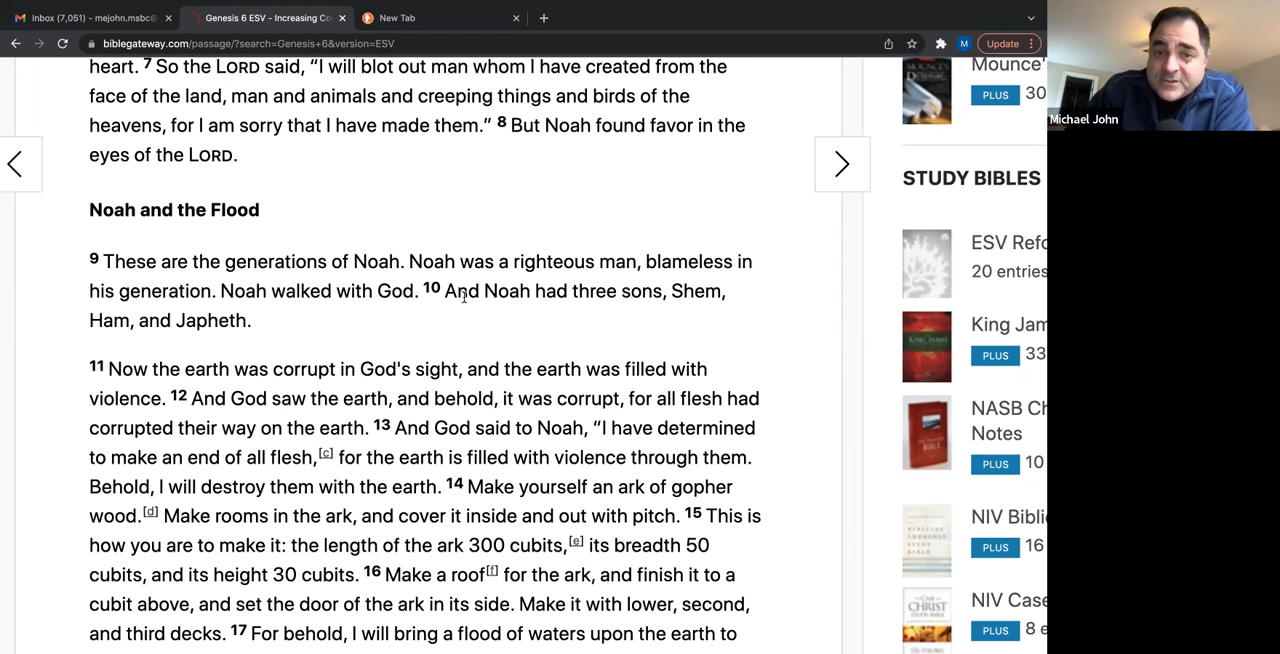 Inbox (7,051) - mejohn.msbc@
Genesis 6 ESV - Increasing Co
New Tab
biblegateway.com/passage/?search=Genesis+6&version=ESV
M
Update
heart. 7 So the LORD said, “I will blot out man whom I have created from the
face of the land, man and animals and creeping things and birds of the
heavens, for I am sorry that I have made them.” 8 But Noah found favor in the
eyes of the LORD.
Noah and the Flood
9 These are the generations of Noah. Noah was a righteous man, blameless in
his generation. Noah walked with God. 10 And Noah had three sons, Shem,
Ham, and Japheth.
11 Now the earth was corrupt in God's sight, and the earth was filled with
violence. 12 And God saw the earth, and behold, it was corrupt, for all flesh had
corrupted their way on the earth. 13 And God said to Noah, “I have determined
to make an end of all flesh,[c] for the earth is filled with violence through them.
Behold, I will destroy them with the earth. 14 Make yourself an ark of gopher
wood.[d] Make rooms in the ark, and cover it inside and out with pitch. 15 This is
how you are to make it: the length of the ark 300 cubits,[e] its breadth 50
cubits, and its height 30 cubits. 16 Make a roof[f] for the ark, and finish it to a
cubit above, and set the door of the ark in its side. Make it with lower, second,
and third decks. 17 For behold, I will bring a flood of waters upon the earth to
Mounce's
PLUS 30
STUDY BIBLES
ESV Refo
20 entries
King Jam
PLUS 33
NASB Ch
Notes
PLUS 10
NIV Bibli
PLUS 16
NIV Case
PLUS 8 e
Michael John